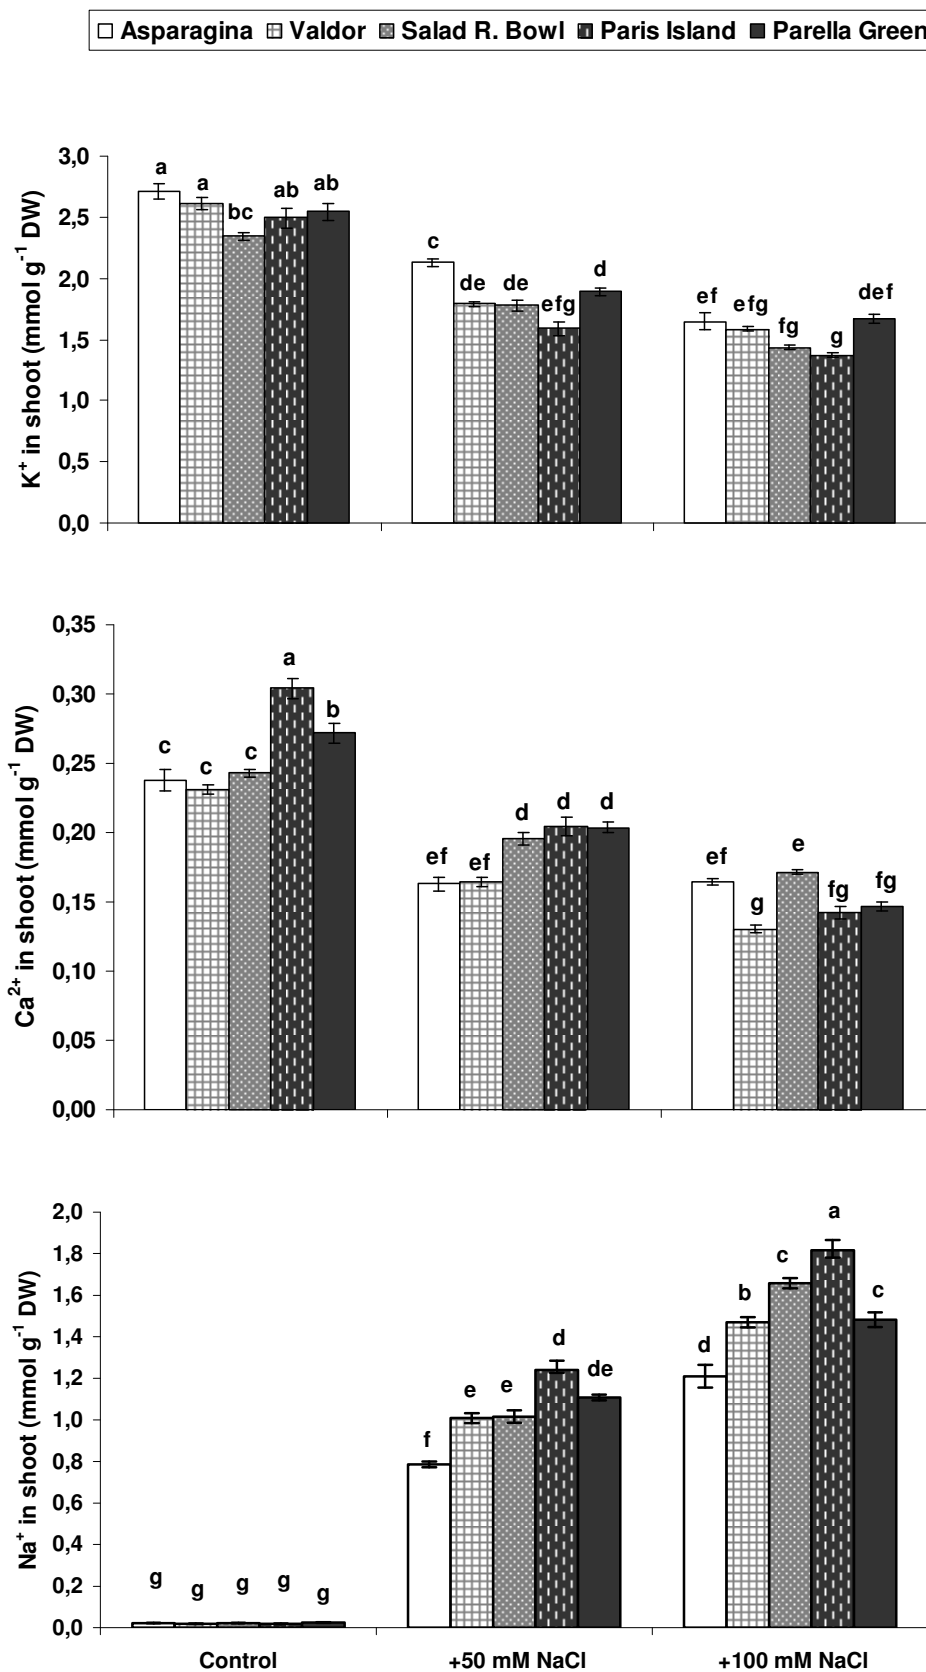 Asparagina Valdor Salad R. Bowl Paris Island Parella Green
K⁺ in shoot (mmol g⁻¹ DW)
3,0
2,5
2,0
1,5
1,0
0,5
0,0
a a bc ab ab
c de de efg d
ef efg fg g def
Ca²⁺ in shoot (mmol g⁻¹ DW)
0,35
0,30
0,25
0,20
0,15
0,10
0,05
0,00
c c c a b
ef ef d d d
ef g e fg fg
Na⁺ in shoot (mmol g⁻¹ DW)
2,0
1,8
1,6
1,4
1,2
1,0
0,8
0,6
0,4
0,2
0,0
g g g g g
f e e d de
d b c a c
Control +50 mM NaCl +100 mM NaCl